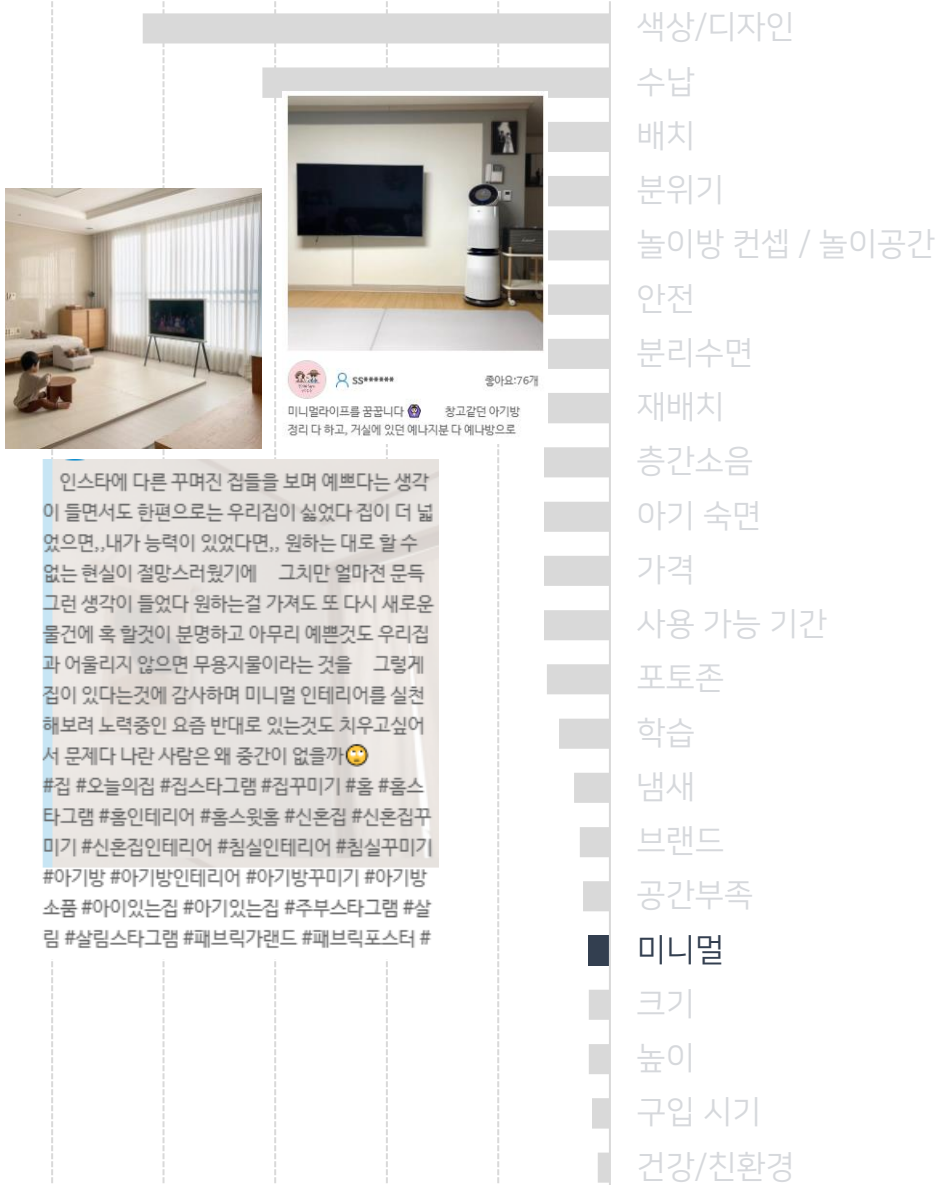 색상/디자인
수납
배치
분위기
놀이방 컨셉 / 놀이공간
안전
분리수면
재배치
층간소음
아기 숙면
가격
사용 가능 기간
포토존
학습
냄새
브랜드
공간부족
미니멀
크기
높이
구입 시기
건강/친환경
ss******
좋아요:76개
미니멀라이프를 꿈꿉니다 🙆‍♀️ 창고같던 아기방
정리 다 하고, 거실에 있던 예나지분 다 예나방으로
인스타에 다른 꾸며진 집들을 보며 예쁘다는 생각
이 들면서도 한편으로는 우리집이 싫었다 집이 더 넓
었으면,,내가 능력이 있었다면,, 원하는 대로 할 수
없는 현실이 절망스러웠기에 그치만 얼마전 문득
그런 생각이 들었다 원하는걸 가져도 또 다시 새로운
물건에 혹 할것이 분명하고 아무리 예쁜것도 우리집
과 어울리지 않으면 무용지물이라는 것을 그렇게
집이 있다는것에 감사하며 미니멀 인테리어를 실천
해보려 노력중인 요즘 반대로 있는것도 치우고싶어
서 문제다 나란 사람은 왜 중간이 없을까🙄
#집 #오늘의집 #집스타그램 #집꾸미기 #홈 #홈스
타그램 #홈인테리어 #홈스윗홈 #신혼집 #신혼집꾸
미기 #신혼집인테리어 #침실인테리어 #침실꾸미기
#아기방 #아기방인테리어 #아기방꾸미기 #아기방
소품 #아이있는집 #아기있는집 #주부스타그램 #살
림 #살림스타그램 #패브릭가랜드 #패브릭포스터 #